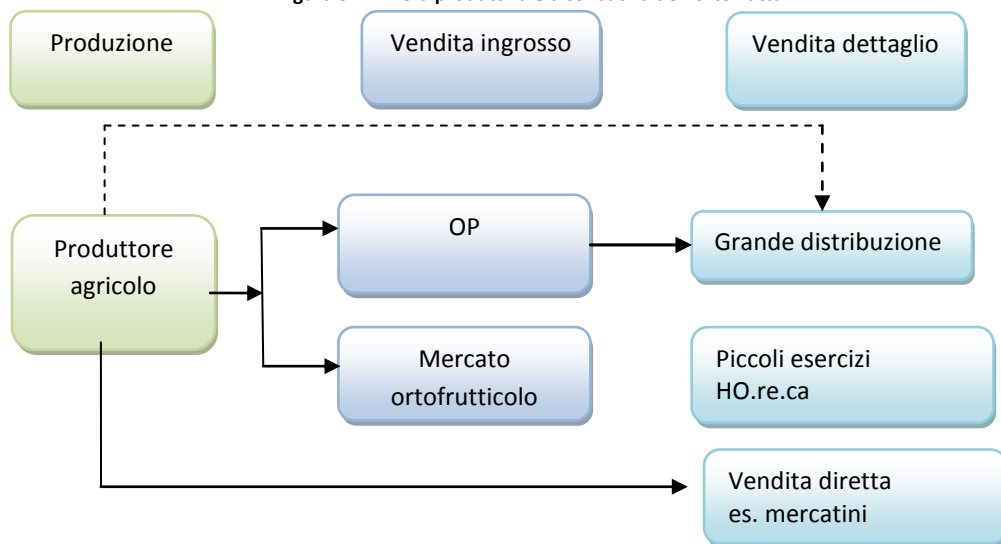 Produzione
Vendita ingrosso
Vendita dettaglio
Produttore
agricolo
OP
Grande distribuzione
Mercato
ortofrutticolo
Piccoli esercizi
HO.re.ca
Vendita diretta
es. mercatini